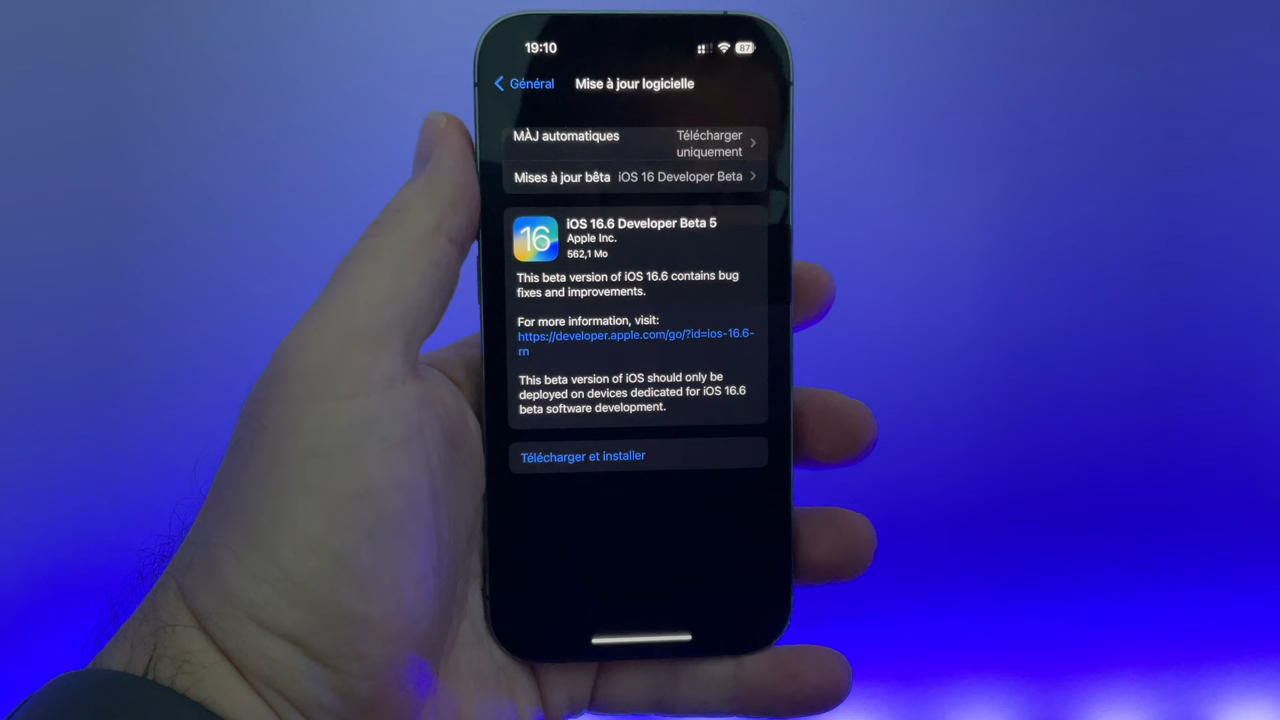 19:10
87
Général
Mise à jour logicielle
MÀJ automatiques
Télécharger
uniquement
Mises à jour bêta
iOS 16 Developer Beta
16
iOS 16.6 Developer Beta 5
Apple Inc.
562,1 Mo
This beta version of iOS 16.6 contains bug
fixes and improvements.
For more information, visit:
https://developer.apple.com/go/?id=ios-16.6-
rn
This beta version of iOS should only be
deployed on devices dedicated for iOS 16.6
beta software development.
Télécharger et installer